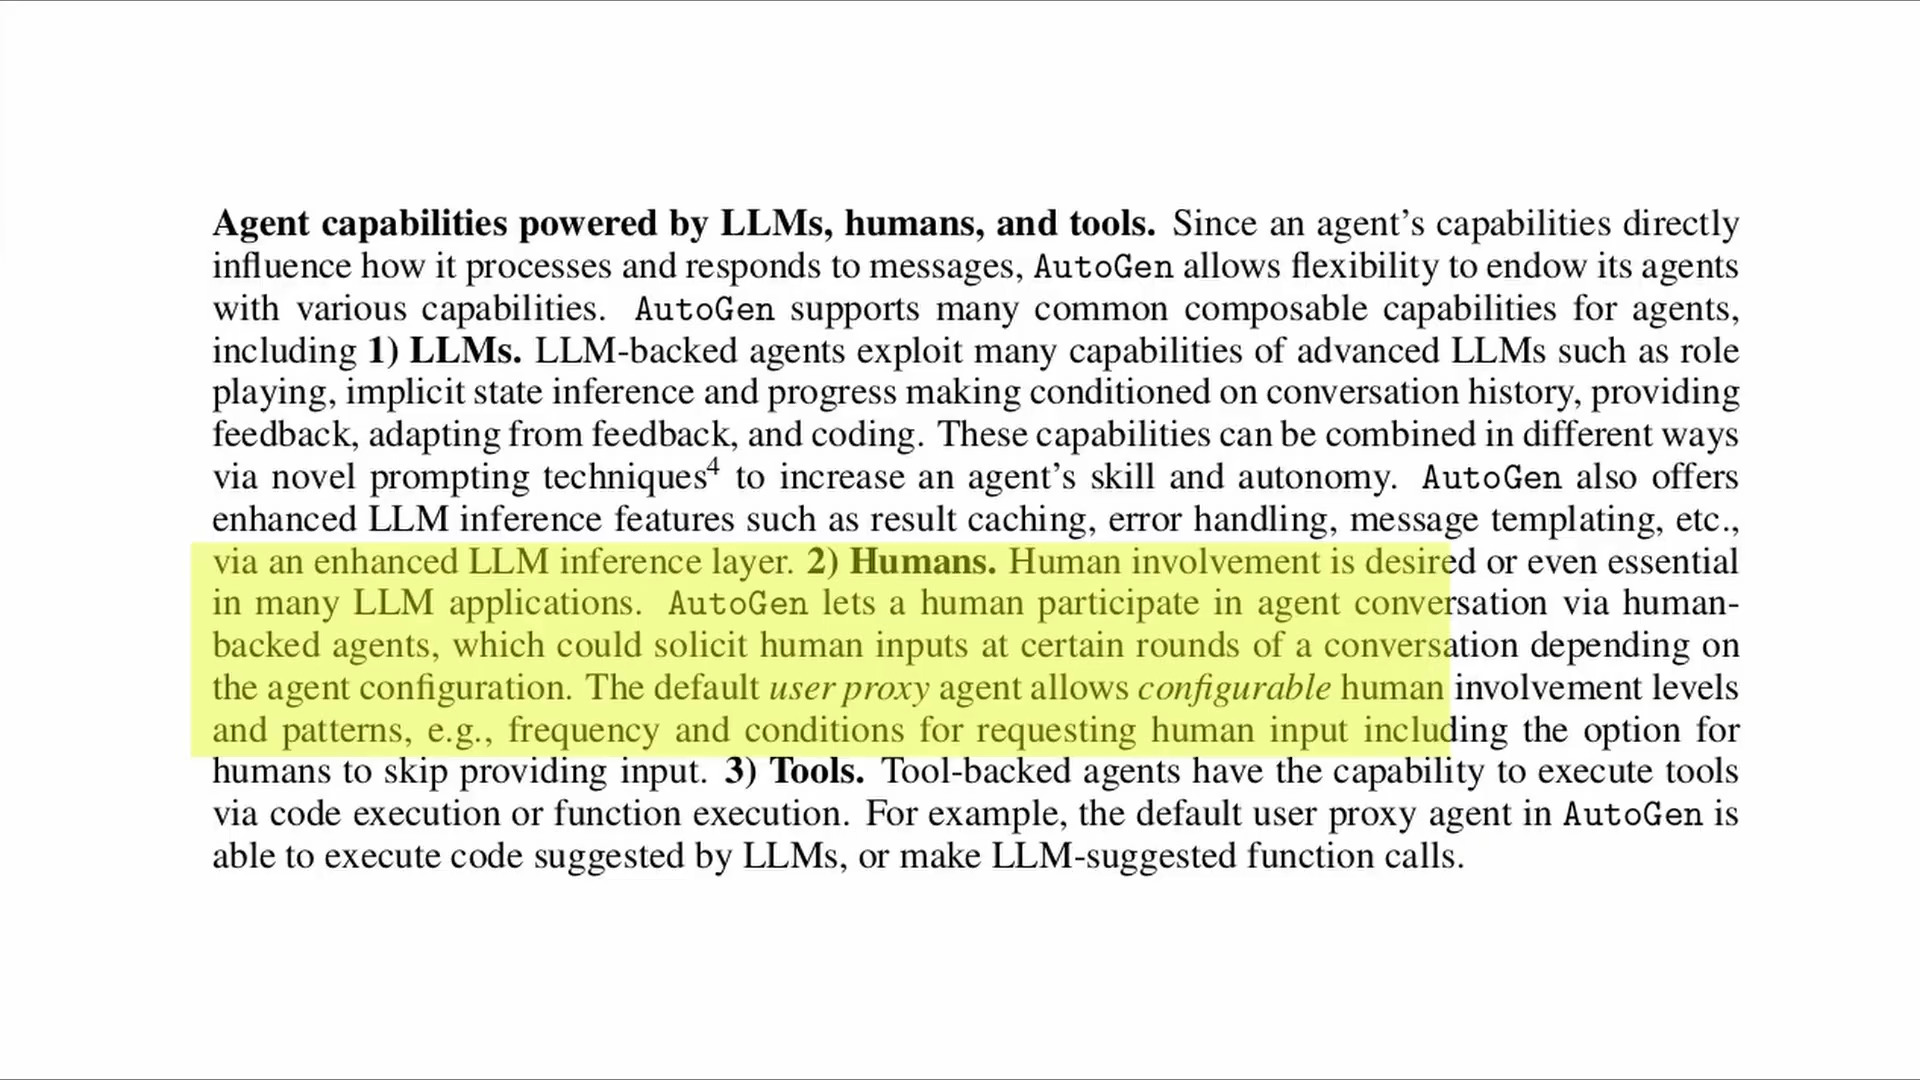 Agent capabilities powered by LLMs, humans, and tools. Since an agent’s capabilities directly
influence how it processes and responds to messages, AutoGen allows flexibility to endow its agents
with various capabilities. AutoGen supports many common composable capabilities for agents,
including 1) LLMs. LLM-backed agents exploit many capabilities of advanced LLMs such as role
playing, implicit state inference and progress making conditioned on conversation history, providing
feedback, adapting from feedback, and coding. These capabilities can be combined in different ways
via novel prompting techniques⁴ to increase an agent’s skill and autonomy. AutoGen also offers
enhanced LLM inference features such as result caching, error handling, message templating, etc.,
via an enhanced LLM inference layer. 2) Humans. Human involvement is desired or even essential
in many LLM applications. AutoGen lets a human participate in agent conversation via human-
backed agents, which could solicit human inputs at certain rounds of a conversation depending on
the agent configuration. The default user proxy agent allows configurable human involvement levels
and patterns, e.g., frequency and conditions for requesting human input including the option for
humans to skip providing input. 3) Tools. Tool-backed agents have the capability to execute tools
via code execution or function execution. For example, the default user proxy agent in AutoGen is
able to execute code suggested by LLMs, or make LLM-suggested function calls.